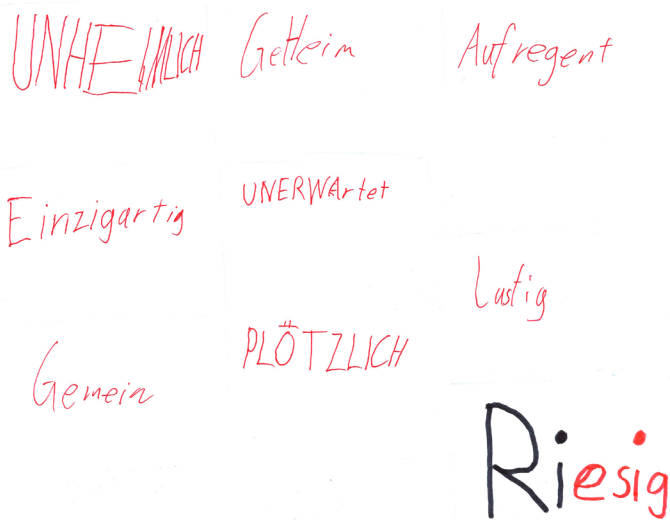 UNHEIMLICH
GeHeim
Aufregent
Einzigartig
UNERWArtet
Lustig
Gemein
PLÖTZLICH
Riesig